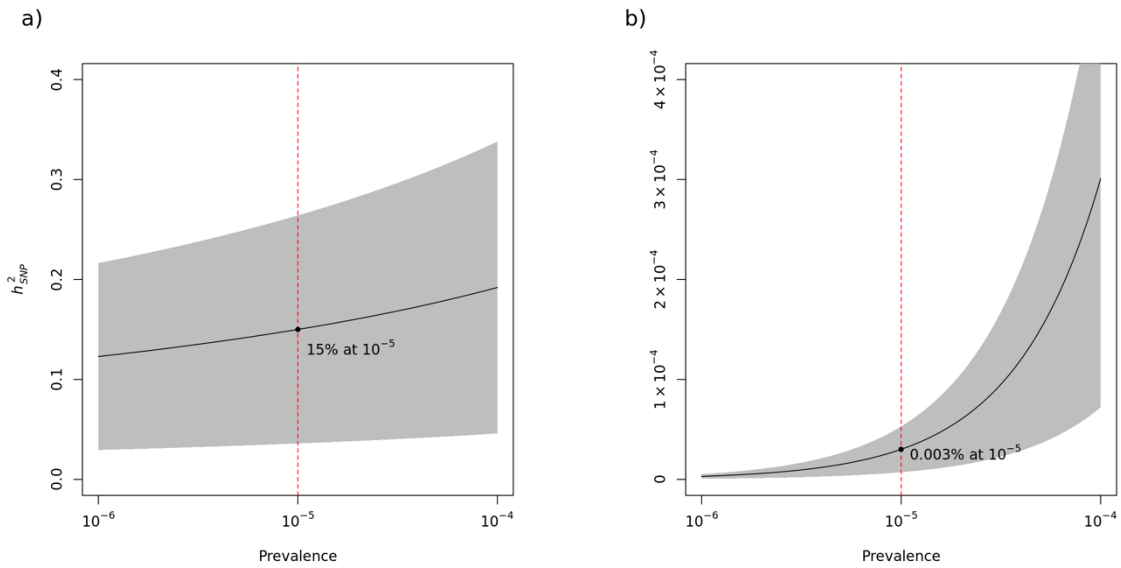 a)
0.4
0.3
0.2
0.1
0.0
h²SNP
15% at 10⁻⁵
10⁻⁶
10⁻⁵
10⁻⁴
Prevalence
b)
4×10⁻⁴
3×10⁻⁴
2×10⁻⁴
1×10⁻⁴
0
0.003% at 10⁻⁵
10⁻⁶
10⁻⁵
10⁻⁴
Prevalence